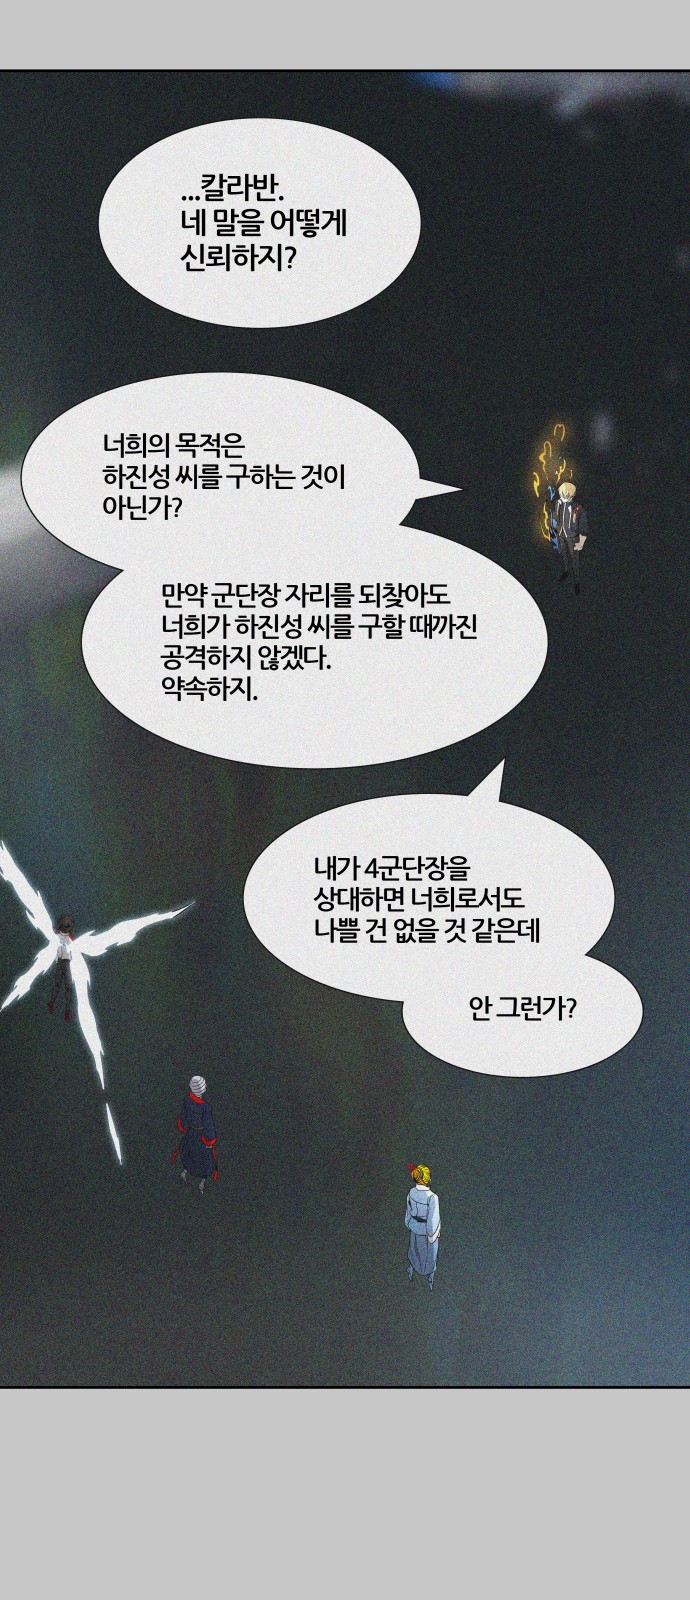 ...칼라반.
네 말을 어떻게
신뢰하지?
너희의 목적은
하진성 씨를 구하는 것이
아닌가?
만약 군단장 자리를 되찾아도
너희가 하진성 씨를 구할 때까진
공격하지 않겠다.
약속하지.
내가 4군단장을
상대하면 너희로서도
나쁠 건 없을 것 같은데
안 그런가?